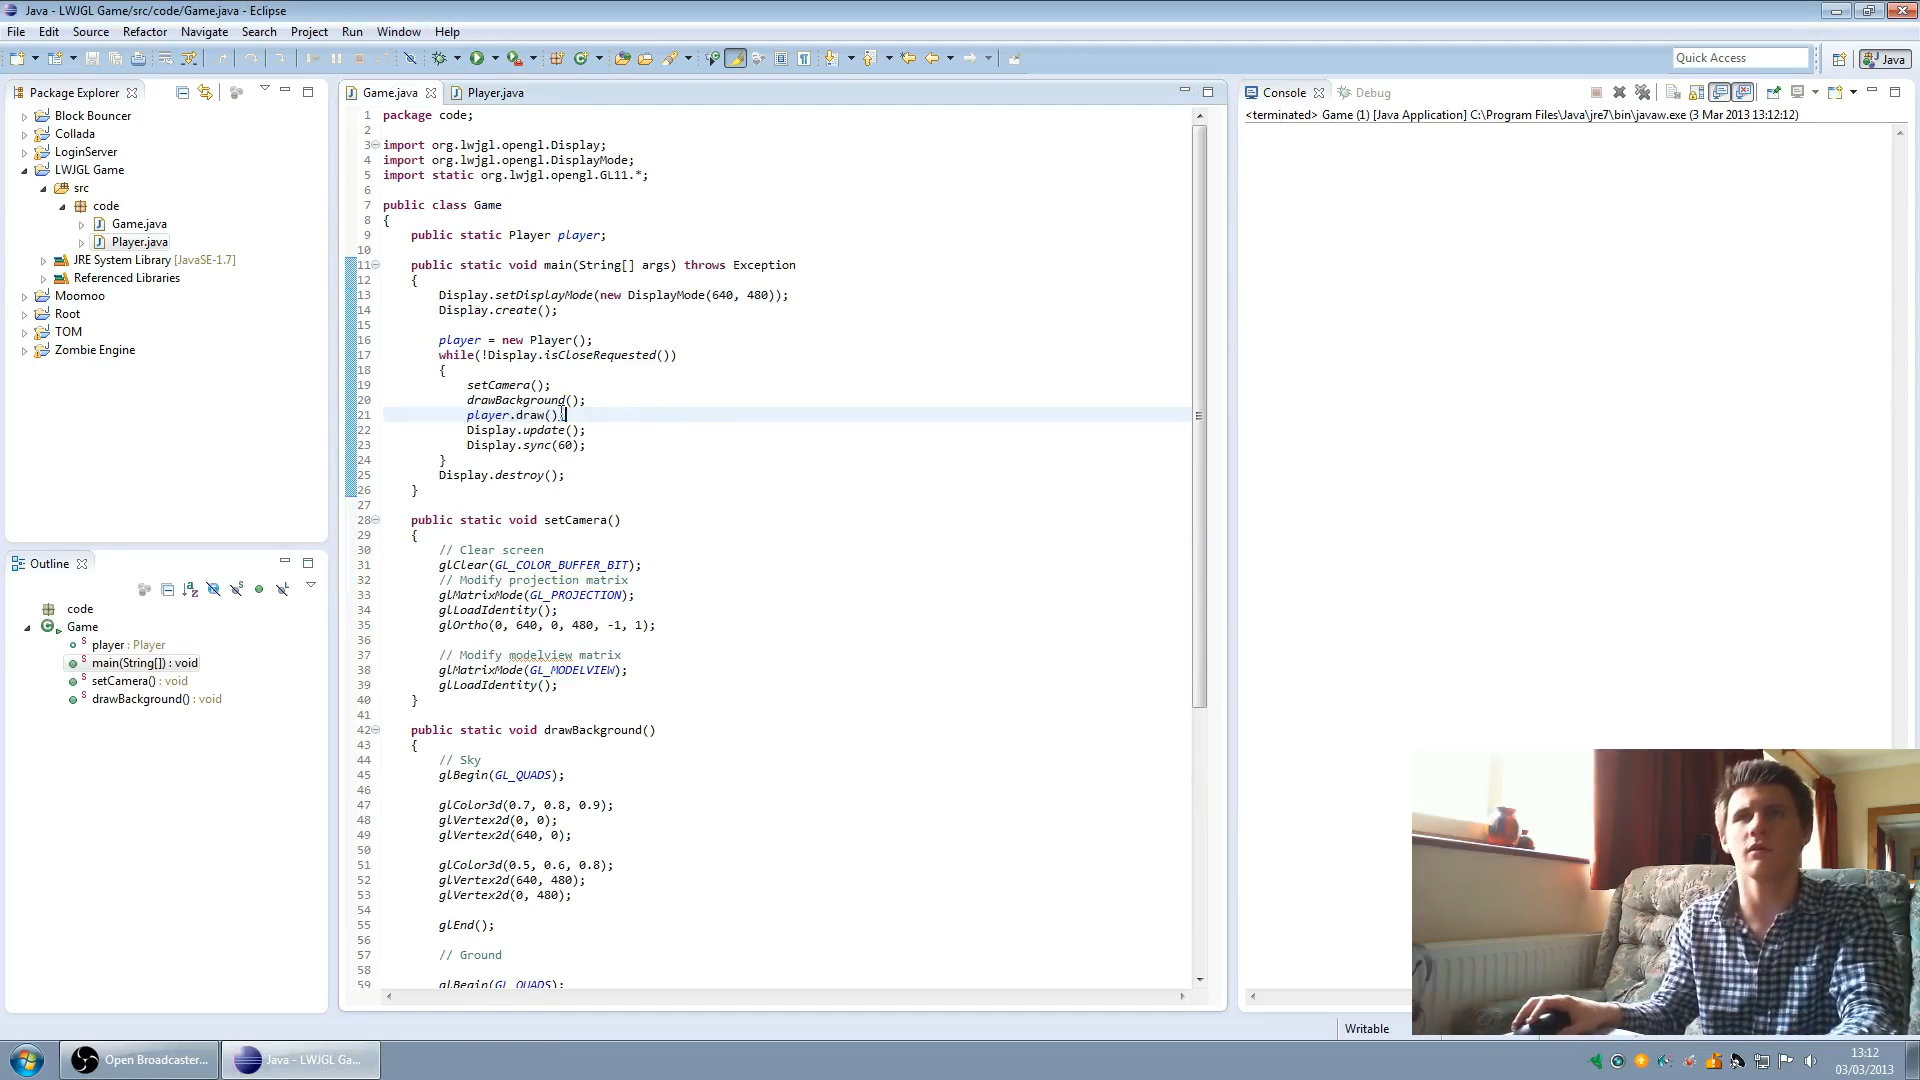 Java - LWJGL Game/src/code/Game.java - Eclipse
File Edit Source Refactor Navigate Search Project Run Window Help
Quick Access
Java
Package Explorer
Block Bouncer
Collada
LoginServer
LWJGL Game
src
code
Game.java
Player.java
JRE System Library [JavaSE-1.7]
Referenced Libraries
Moomoo
Root
TOM
Zombie Engine
Outline
code
Game
player : Player
main(String[]) : void
setCamera() : void
drawBackground() : void
Game.java Player.java
1 package code;
2
3 import org.lwjgl.opengl.Display;
4 import org.lwjgl.opengl.DisplayMode;
5 import static org.lwjgl.opengl.GL11.*;
6
7 public class Game
8 {
9 public static Player player;
10
11 public static void main(String[] args) throws Exception
12 {
13 Display.setDisplayMode(new DisplayMode(640, 480));
14 Display.create();
15
16 player = new Player();
17 while(!Display.isCloseRequested())
18 {
19 setCamera();
20 drawBackground();
21 player.draw();
22 Display.update();
23 Display.sync(60);
24 }
25 Display.destroy();
26 }
27
28 public static void setCamera()
29 {
30 // Clear screen
31 glClear(GL_COLOR_BUFFER_BIT);
32 // Modify projection matrix
33 glMatrixMode(GL_PROJECTION);
34 glLoadIdentity();
35 glOrtho(0, 640, 0, 480, -1, 1);
36
37 // Modify modelview matrix
38 glMatrixMode(GL_MODELVIEW);
39 glLoadIdentity();
40 }
41
42 public static void drawBackground()
43 {
44 // Sky
45 glBegin(GL_QUADS);
46
47 glColor3d(0.7, 0.8, 0.9);
48 glVertex2d(0, 0);
49 glVertex2d(640, 0);
50
51 glColor3d(0.5, 0.6, 0.8);
52 glVertex2d(640, 480);
53 glVertex2d(0, 480);
54
55 glEnd();
56
57 // Ground
58
59 glBegin(GL_QUADS);
Console Debug
<terminated> Game (1) [Java Application] C:\Program Files\Java\jre7\bin\javaw.exe (3 Mar 2013 13:12:12)
Writable
Open Broadcaster...
Java - LWJGL Ga...
13:12
03/03/2013